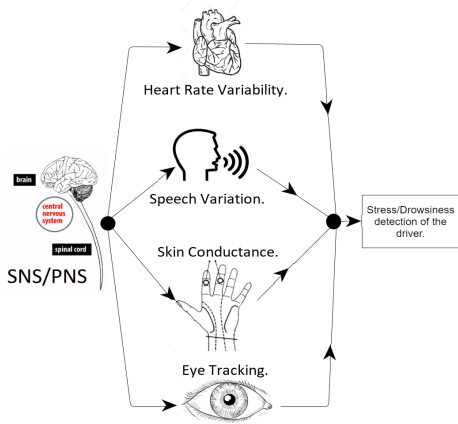 Heart Rate Variability.
brain
central
nervous
system
spinal cord
SNS/PNS
Speech Variation.
Skin Conductance.
Eye Tracking.
Stress/Drowsiness
detection of the
driver.